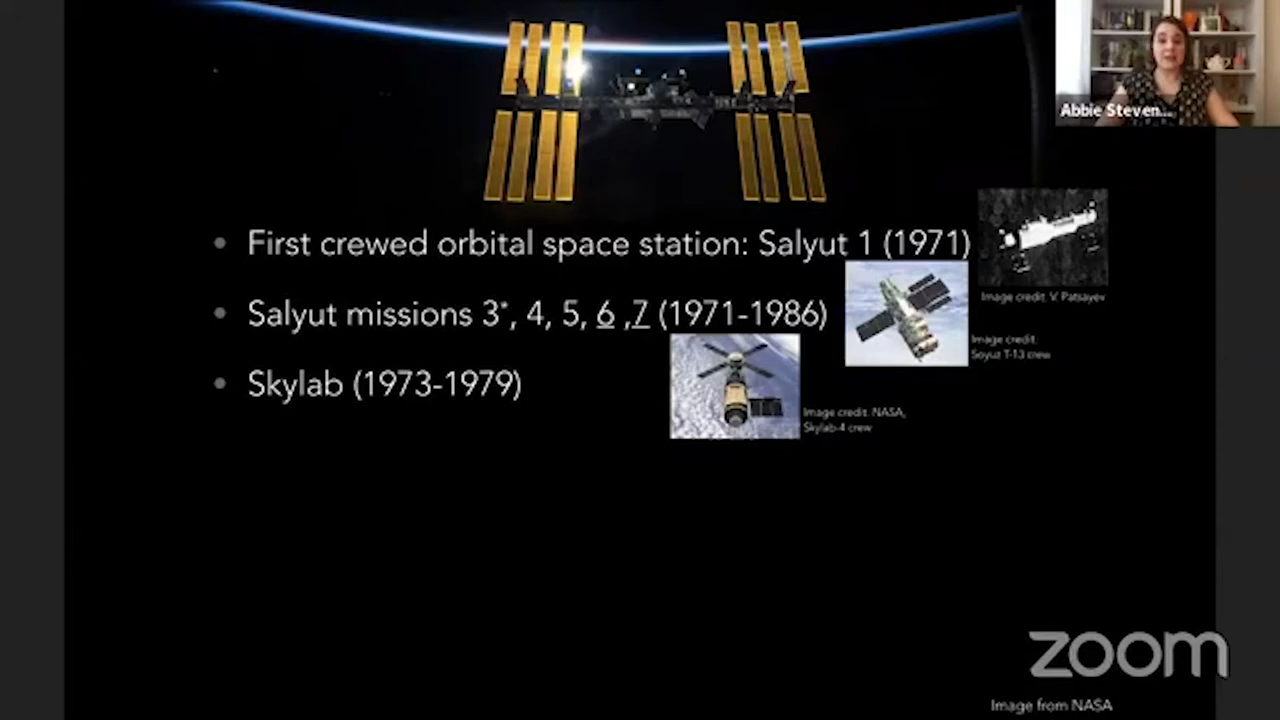 Abbie Steven...
• First crewed orbital space station: Salyut 1 (1971)
Image credit: V. Patsayev
• Salyut missions 3*, 4, 5, 6 ,7 (1971-1986)
Image credit:
Soyuz T-13 crew
• Skylab (1973-1979)
Image credit: NASA,
Skylab-4 crew
zoom
Image from NASA